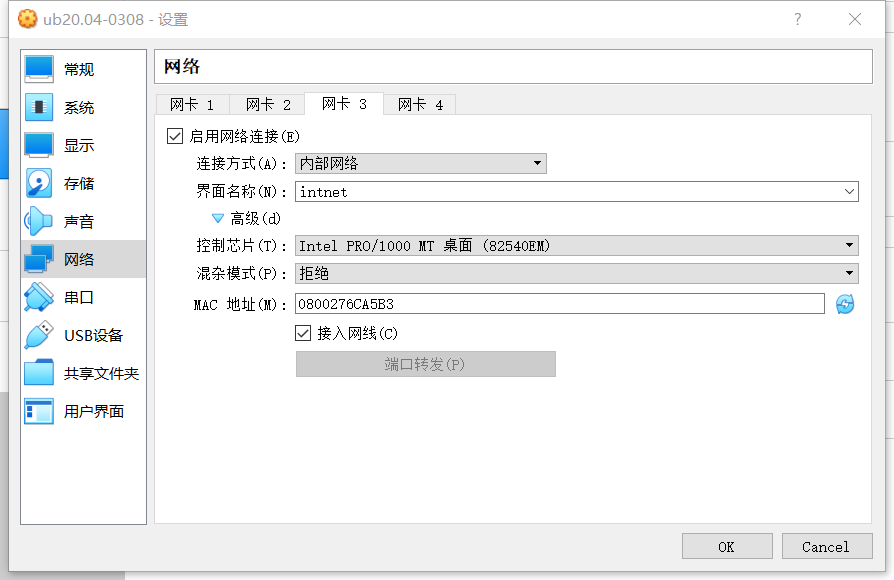 ub20.04-0308 - 设置
?
常规
系统
显示
存储
声音
网络
串口
USB设备
共享文件夹
用户界面
网络
网卡 1 网卡 2 网卡 3 网卡 4
启用网络连接(E)
连接方式(A): 内部网络
界面名称(N): intnet
高级(d)
控制芯片(T): Intel PRO/1000 MT 桌面 (82540EM)
混杂模式(P): 拒绝
MAC 地址(M): 0800276CA5B3
接入网线(C)
端口转发(P)
OK Cancel